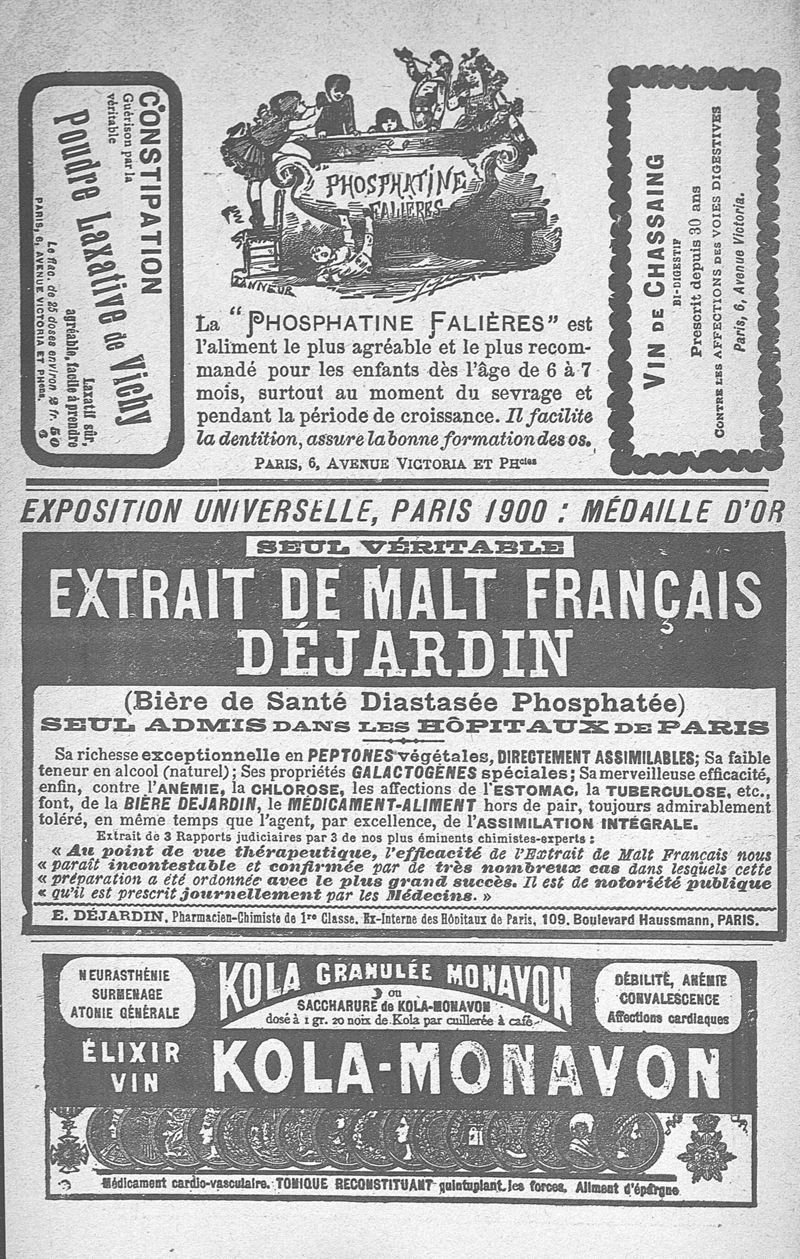 CONSTIPATION
Guérison par la
véritable
Poudre Laxative de Vichy
Laxatif sûr,
agréable, facile à prendre
Le flac. de 25 doses environ 2 fr. 50
PARIS, 6, AVENUE VICTORIA ET PHcies.
6
PHOSPHATINE
FALIÈRES
ZANNEUR
La "PHOSPHATINE FALIÈRES" est
l'aliment le plus agréable et le plus recom-
mandé pour les enfants dès l'âge de 6 à 7
mois, surtout au moment du sevrage et
pendant la période de croissance. Il facilite
la dentition, assure la bonne formation des os.
PARIS, 6, AVENUE VICTORIA ET PHcies
VIN DE CHASSAING
BI-DIGESTIF
Prescrit depuis 30 ans
CONTRE LES AFFECTIONS DES VOIES DIGESTIVES
Paris, 6, Avenue Victoria.
EXPOSITION UNIVERSELLE, PARIS 1900 : MÉDAILLE D'OR
SEUL VÉRITABLE
EXTRAIT DE MALT FRANÇAIS
DÉJARDIN
(Bière de Santé Diastasée Phosphatée)
SEUL ADMIS DANS LES HÔPITAUX DE PARIS
Sa richesse exceptionnelle en PEPTONES végétales, DIRECTEMENT ASSIMILABLES; Sa faible
teneur en alcool (naturel); Ses propriétés GALACTOGÈNES spéciales; Sa merveilleuse efficacité,
enfin, contre l'ANÉMIE, la CHLOROSE, les affections de l'ESTOMAC, la TUBERCULOSE, etc.,
font, de la BIÈRE DEJARDIN, le MÉDICAMENT-ALIMENT hors de pair, toujours admirablement
toléré, en même temps que l'agent, par excellence, de l'ASSIMILATION INTÉGRALE.
Extrait de 3 Rapports judiciaires par 3 de nos plus éminents chimistes-experts :
« Au point de vue thérapeutique, l'efficacité de l'Extrait de Malt Français nous
« paraît incontestable et confirmée par de très nombreux cas dans lesquels cette
« préparation a été ordonnée avec le plus grand succès. Il est de notoriété publique
« qu'il est prescrit journellement par les Médecins. »
E. DÉJARDIN, Pharmacien-Chimiste de 1re Classe, Ex-Interne des Hôpitaux de Paris, 109, Boulevard Haussmann, PARIS.
NEURASTHÉNIE
SURMENAGE
ATONIE GÉNÉRALE
KOLA GRANULÉE MONAVON
ou
SACCHARURE de KOLA-MONAVON
dosé à 1 gr. 20 noix de Kola par cuillerée à café
DÉBILITÉ, ANÉMIE
CONVALESCENCE
Affections cardiaques
ÉLIXIR
VIN
KOLA-MONAVON
Médicament cardio-vasculaire. TONIQUE RECONSTITUANT quintuplant les forces, Aliment d'épargne